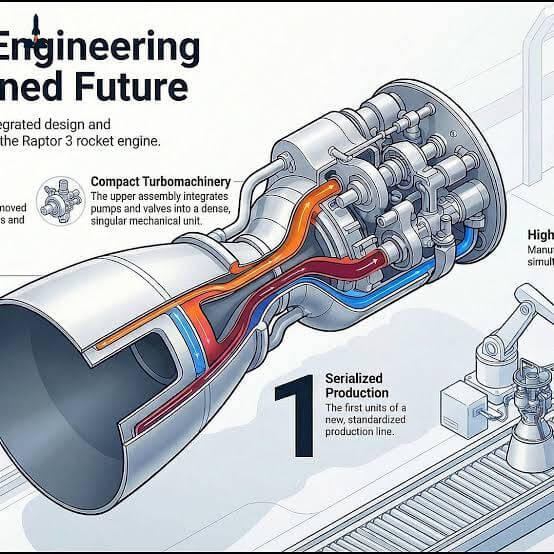 Engineering
ned Future
egrated design and
the Raptor 3 rocket engine.
moved
s and
Compact Turbomachinery
The upper assembly integrates
pumps and valves into a dense,
singular mechanical unit.
High
Manu
simult
1
Serialized
Production
The first units of a
new, standardized
production line.